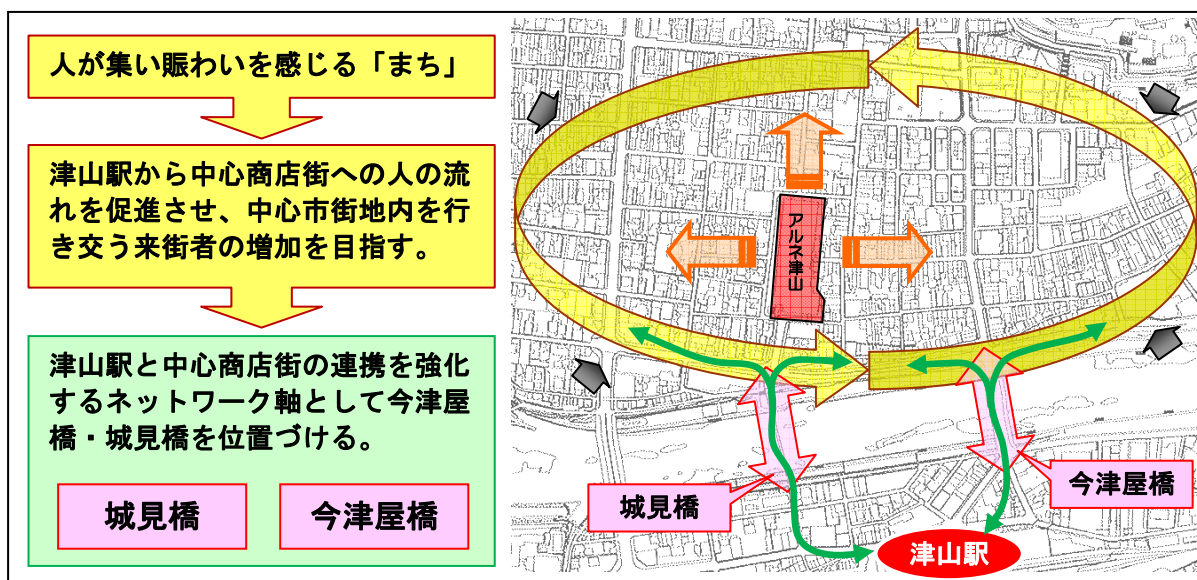 人が集い賑わいを感じる「まち」
津山駅から中心商店街への人の流
れを促進させ、中心市街地内を行
き交う来街者の増加を目指す。
津山駅と中心商店街の連携を強化
するネットワーク軸として今津屋
橋・城見橋を位置づける。
城見橋
今津屋橋
アルネ津山
城見橋
今津屋橋
津山駅